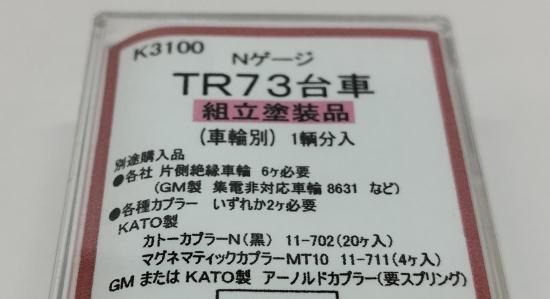 K3100
Nゲージ
TR73台車
組立塗装品
(車輪別) 1輌分入
別途購入品
●各社 片側絶縁車輪 6ヶ必要
(GM製 集電非対応車輪8631 など)
●各種カプラー いずれか2ヶ必要
KATO製
カトーカプラーN(黒) 11-702(20ヶ入)
マグネマティックカプラーMT10 11-711(4ヶ入)
GM または KATO製 アーノルドカプラー(要スプリング)